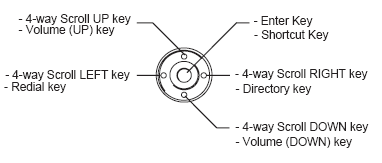 - 4-way Scroll UP key
- Volume (UP) key
- Enter Key
- Shortcut Key
- 4-way Scroll LEFT key
- Redial key
- 4-way Scroll RIGHT key
- Directory key
- 4-way Scroll DOWN key
- Volume (DOWN) key